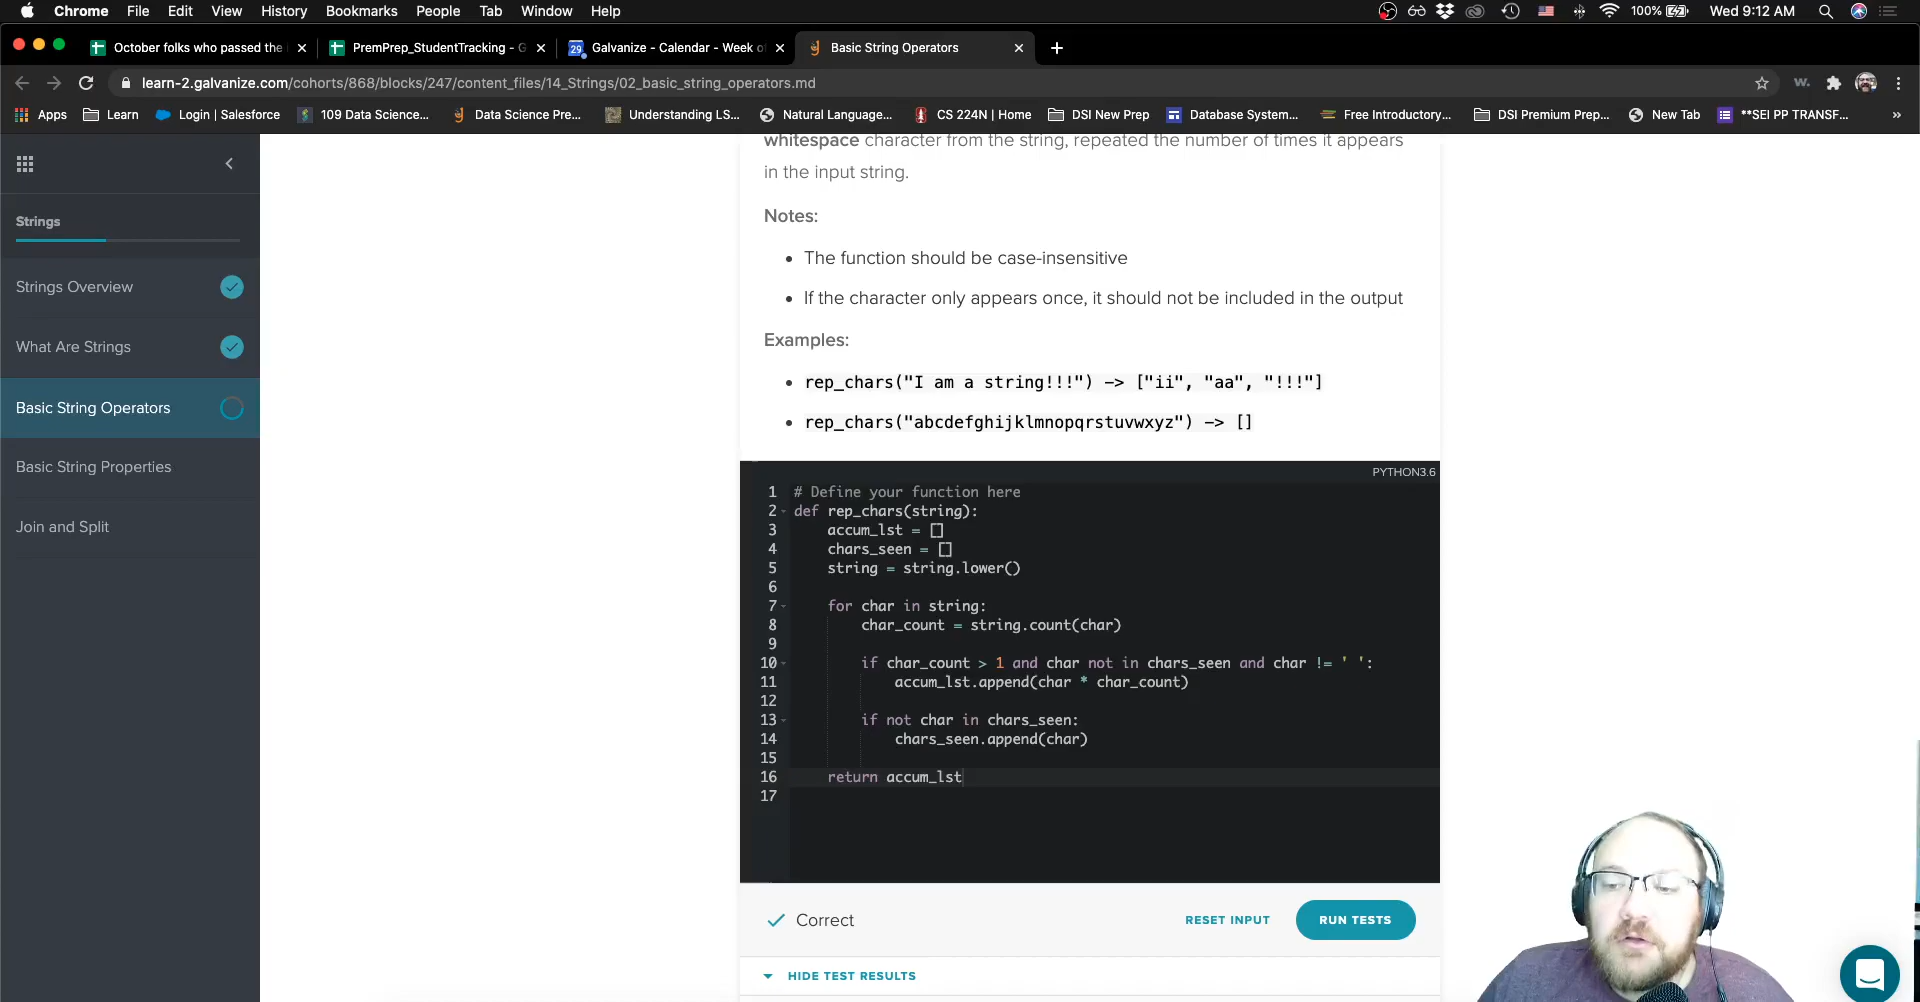 Chrome File Edit View History Bookmarks People Tab Window Help 100% Wed 9:12 AM
October folks who passed the PremPrep_StudentTracking - G 29 Galvanize - Calendar - Week of Basic String Operators
learn-2.galvanize.com/cohorts/868/blocks/247/content_files/14_Strings/02_basic_string_operators.md
Apps Learn Login | Salesforce 109 Data Science... Data Science Pre... Understanding LS... Natural Language... CS 224N | Home DSI New Prep Database System... Free Introductory... DSI Premium Prep... New Tab **SEI PP TRANSF... »
Strings
Strings Overview
What Are Strings
Basic String Operators
Basic String Properties
Join and Split
whitespace character from the string, repeated the number of times it appears
in the input string.
Notes:
• The function should be case-insensitive
• If the character only appears once, it should not be included in the output
Examples:
• rep_chars("I am a string!!!") -> ["ii", "aa", "!!!"]
• rep_chars("abcdefghijklmnopqrstuvwxyz") -> []
PYTHON3.6
1 # Define your function here
2 def rep_chars(string):
3 accum_lst = []
4 chars_seen = []
5 string = string.lower()
6
7 for char in string:
8 char_count = string.count(char)
9
10 if char_count > 1 and char not in chars_seen and char != ' ':
11 accum_lst.append(char * char_count)
12
13 if not char in chars_seen:
14 chars_seen.append(char)
15
16 return accum_lst
17
Correct RESET INPUT RUN TESTS
HIDE TEST RESULTS